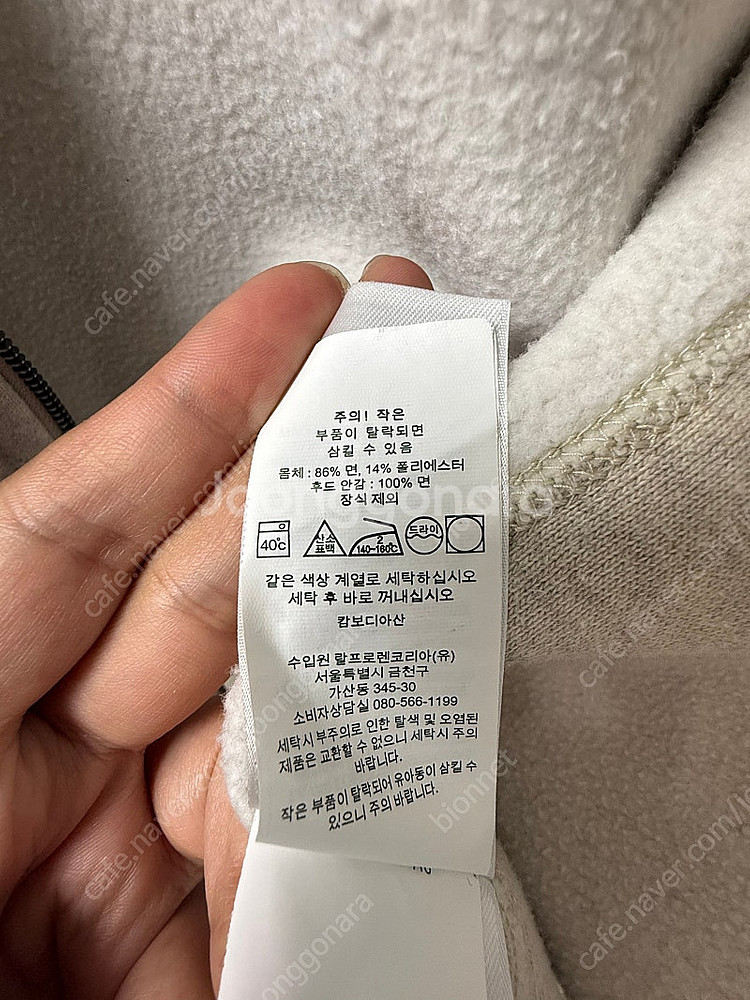 주의! 작은
부품이 탈락되면
삼킬 수 있음
몸체 : 86% 면, 14% 폴리에스터
후드 안감 : 100% 면
장식 제의
40℃ 산소 표백 2 140~160℃ 드라이
같은 색상 계열로 세탁하십시오
세탁 후 바로 꺼내십시오
캄보디아산
수입원 랄프로렌코리아(유)
서울특별시 금천구
가산동 345-30
소비자상담실 080-566-1199
세탁시 부주의로 인한 탈색 및 오염된
제품은 교환할 수 없으니 세탁시 주의
바랍니다.
작은 부품이 탈락되어 유아동이 삼킬 수
있으니 주의 바랍니다.
cafe.naver.com/j
joonggonara
bionnet